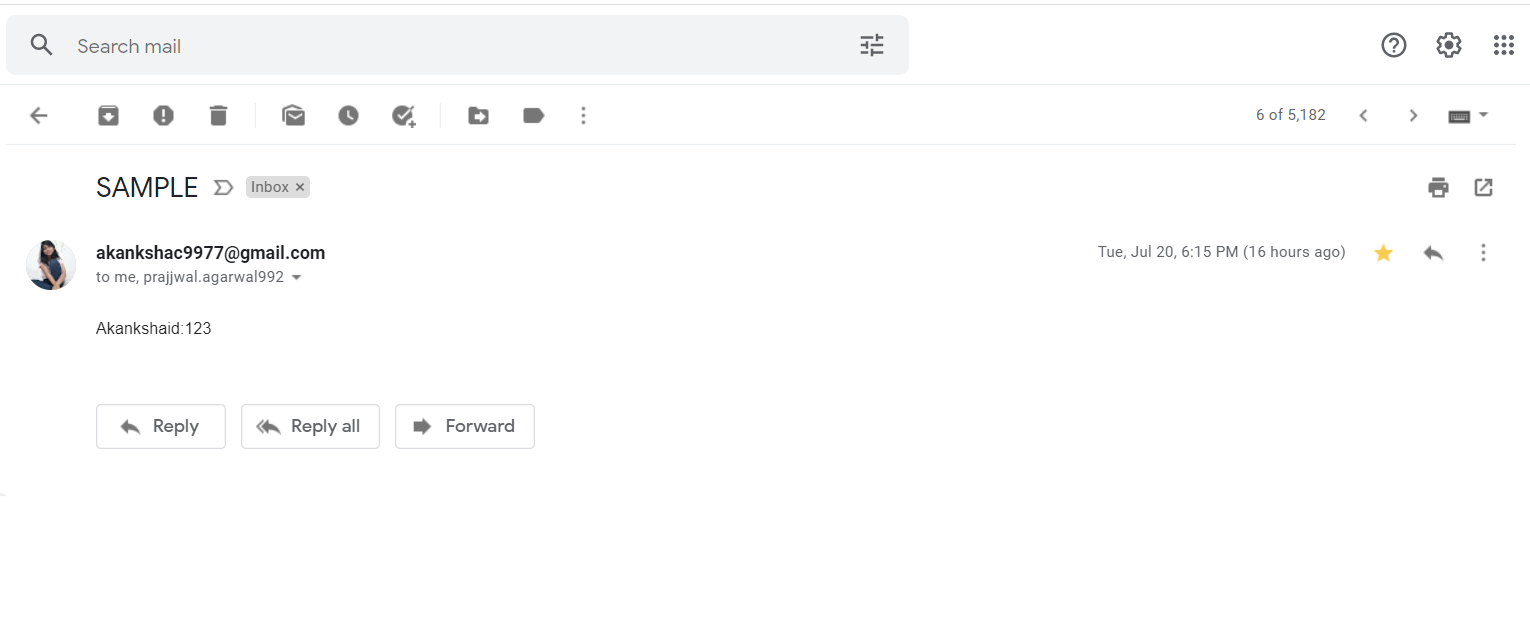 Search mail
6 of 5,182
SAMPLE Inbox ×
akankshac9977@gmail.com Tue, Jul 20, 6:15 PM (16 hours ago)
to me, prajjwal.agarwal992
Akankshaid:123
Reply Reply all Forward